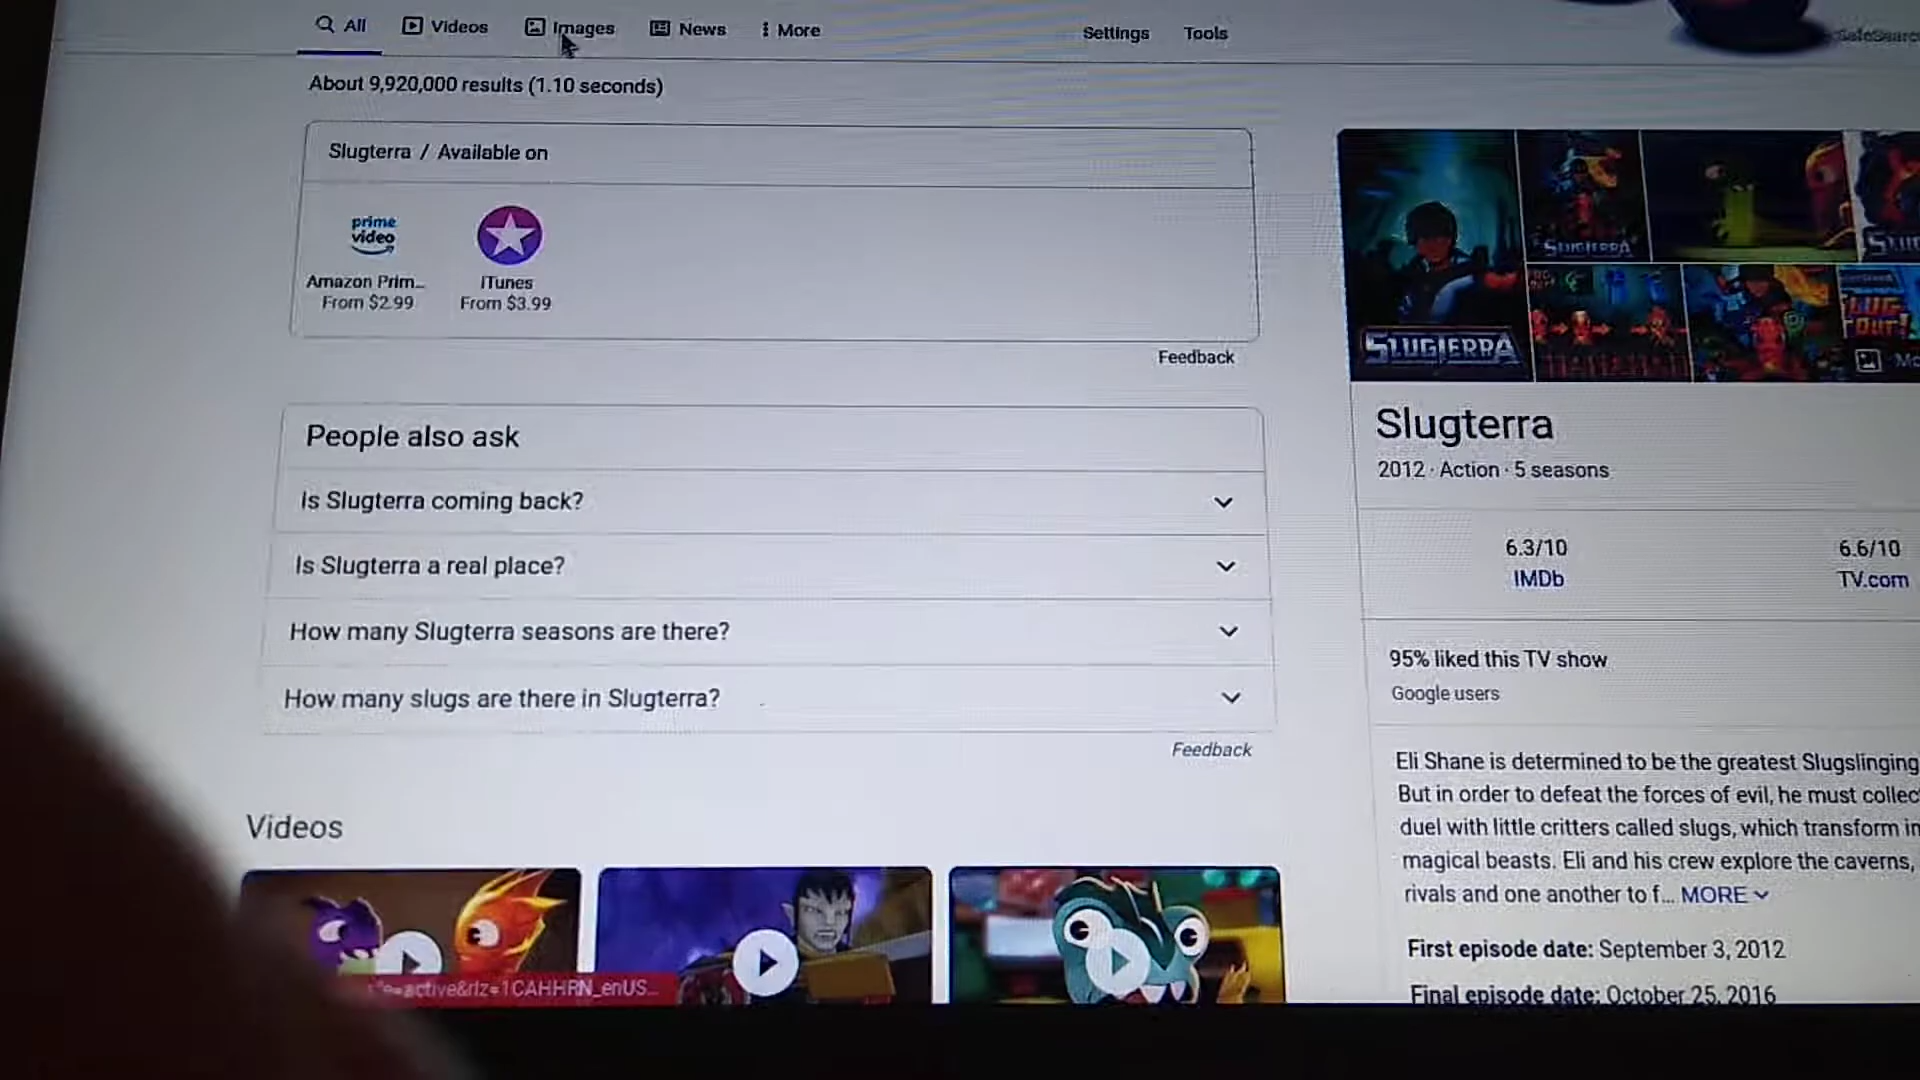 All Videos Images News More Settings Tools
About 9,920,000 results (1.10 seconds)
Slugterra / Available on
prime
video
Amazon Prim...
From $2.99
iTunes
From $3.99
Feedback
People also ask
Is Slugterra coming back?
Is Slugterra a real place?
How many Slugterra seasons are there?
How many slugs are there in Slugterra?
Feedback
Videos
e=active&rlz=1CAHHRN_enUS...
SLUGTERRA
SLUGTERRA
Slugterra
2012 · Action · 5 seasons
6.3/10
IMDb
6.6/10
TV.com
95% liked this TV show
Google users
Eli Shane is determined to be the greatest Slugslinging
But in order to defeat the forces of evil, he must collec
duel with little critters called slugs, which transform in
magical beasts. Eli and his crew explore the caverns,
rivals and one another to f... MORE
First episode date: September 3, 2012
Final episode date: October 25, 2016